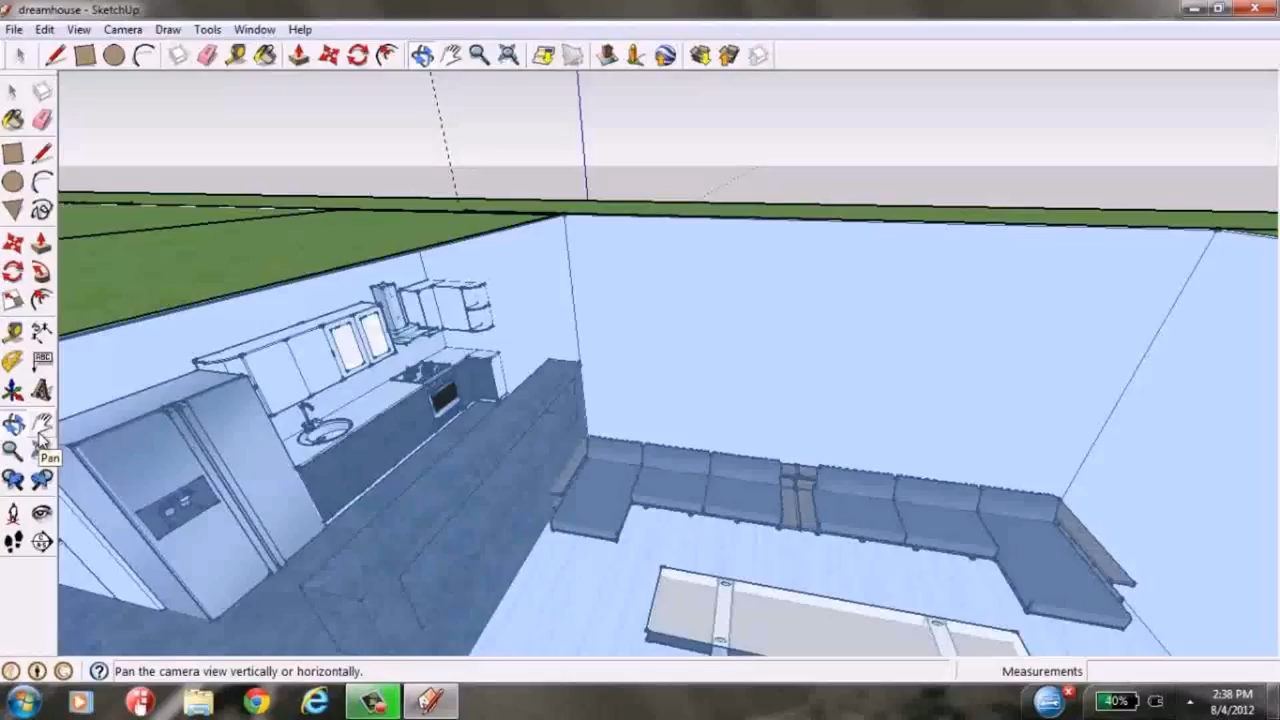 dreamhouse - SketchUp
File Edit View Camera Draw Tools Window Help
ABC
A
Pan
Pan the camera view vertically or horizontally.
Measurements
40%
2:38 PM
8/4/2012